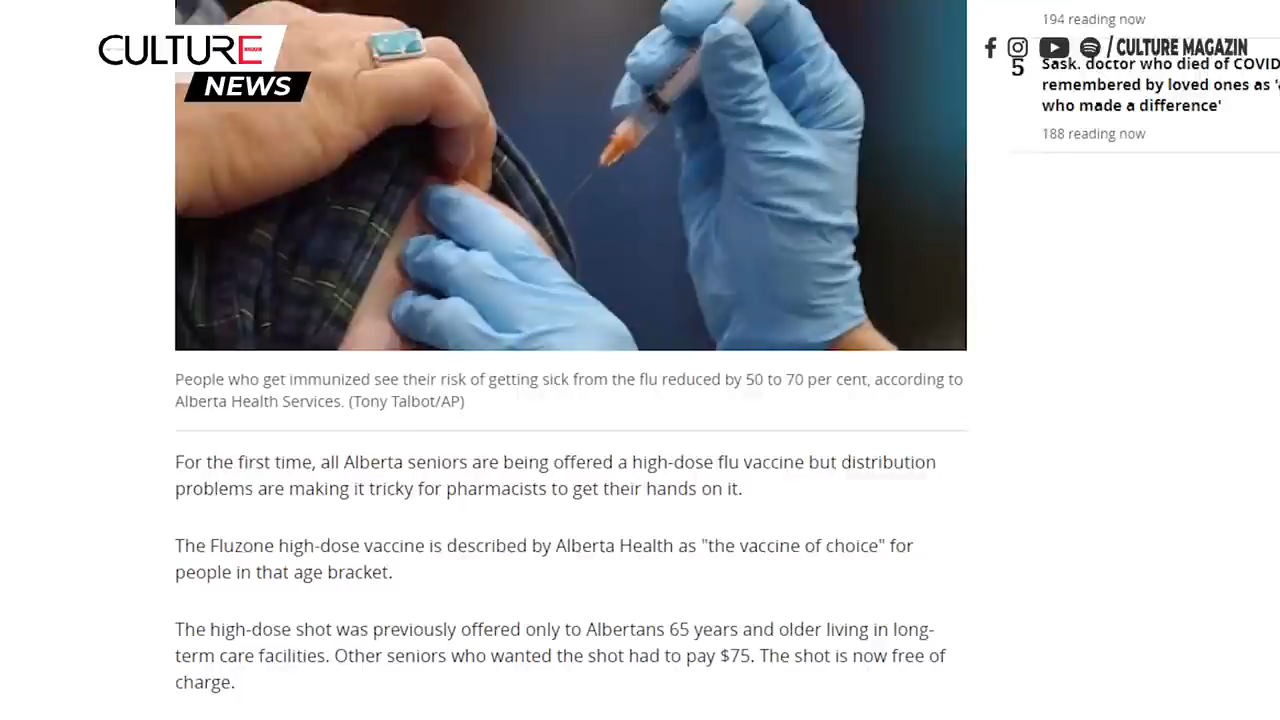 CULTURE
NEWS
194 reading now
/ CULTURE MAGAZIN
5
Sask. doctor who died of COVID
remembered by loved ones as '
who made a difference'
188 reading now
People who get immunized see their risk of getting sick from the flu reduced by 50 to 70 per cent, according to
Alberta Health Services. (Tony Talbot/AP)
For the first time, all Alberta seniors are being offered a high-dose flu vaccine but distribution
problems are making it tricky for pharmacists to get their hands on it.
The Fluzone high-dose vaccine is described by Alberta Health as "the vaccine of choice" for
people in that age bracket.
The high-dose shot was previously offered only to Albertans 65 years and older living in long-
term care facilities. Other seniors who wanted the shot had to pay $75. The shot is now free of
charge.